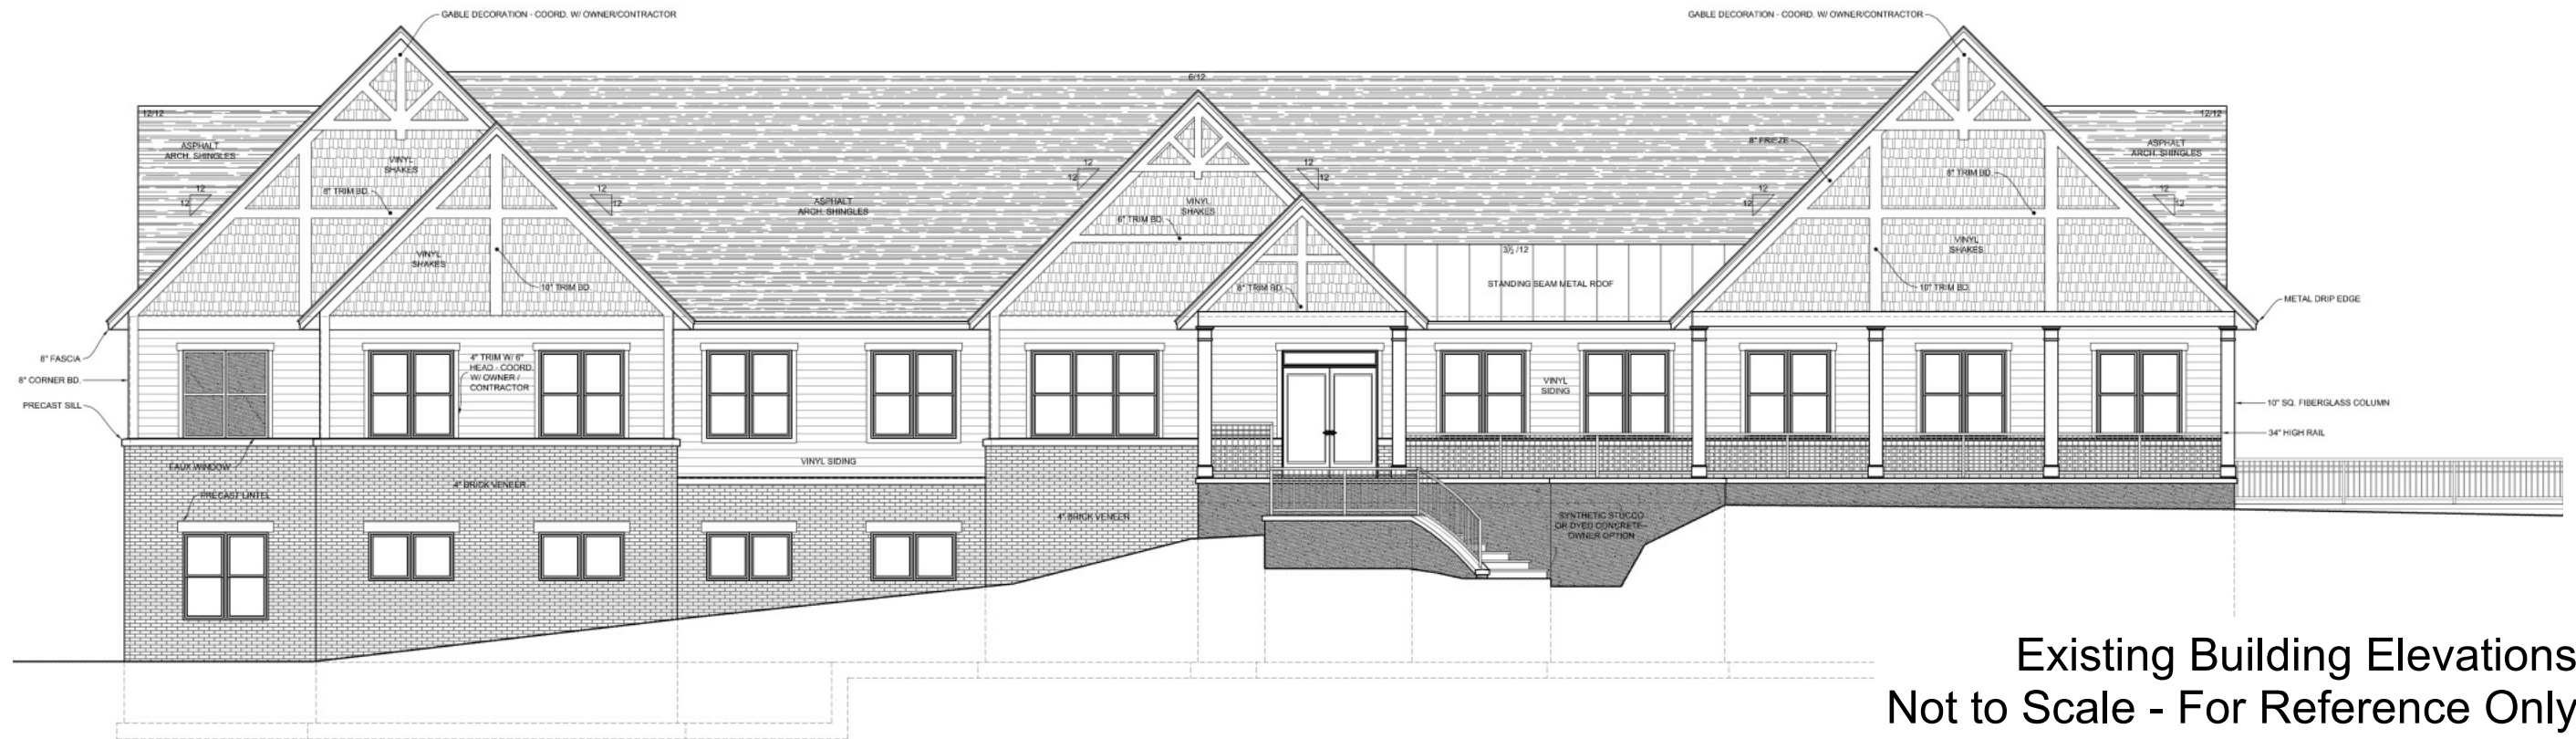 GABLE DECORATION - COORD. W/ OWNER/CONTRACTOR
GABLE DECORATION - COORD. W/ OWNER/CONTRACTOR
6/12
12/12
12/12
ASPHALT
ARCH. SHINGLES
VINYL
SHAKES
8" TRIM BD.
12
12
12
12
ASPHALT
ARCH. SHINGLES
12
12
12
12
VINYL
SHAKES
6" TRIM BD.
8" FRIEZE
12
12
8" TRIM BD.
ASPHALT
ARCH. SHINGLES
12
12
VINYL
SHAKES
10" TRIM BD.
8" TRIM BD.
3½ /12
STANDING SEAM METAL ROOF
VINYL
SHAKES
10" TRIM BD.
METAL DRIP EDGE
8" FASCIA
8" CORNER BD.
PRECAST SILL
4" TRIM W/ 6"
HEAD - COORD.
W/ OWNER /
CONTRACTOR
VINYL
SIDING
10" SQ. FIBERGLASS COLUMN
34" HIGH RAIL
FAUX WINDOW
VINYL SIDING
PRECAST LINTEL
4" BRICK VENEER
4" BRICK VENEER
SYNTHETIC STUCCO
OR DYED CONCRETE-
OWNER OPTION
Existing Building Elevations
Not to Scale - For Reference Only